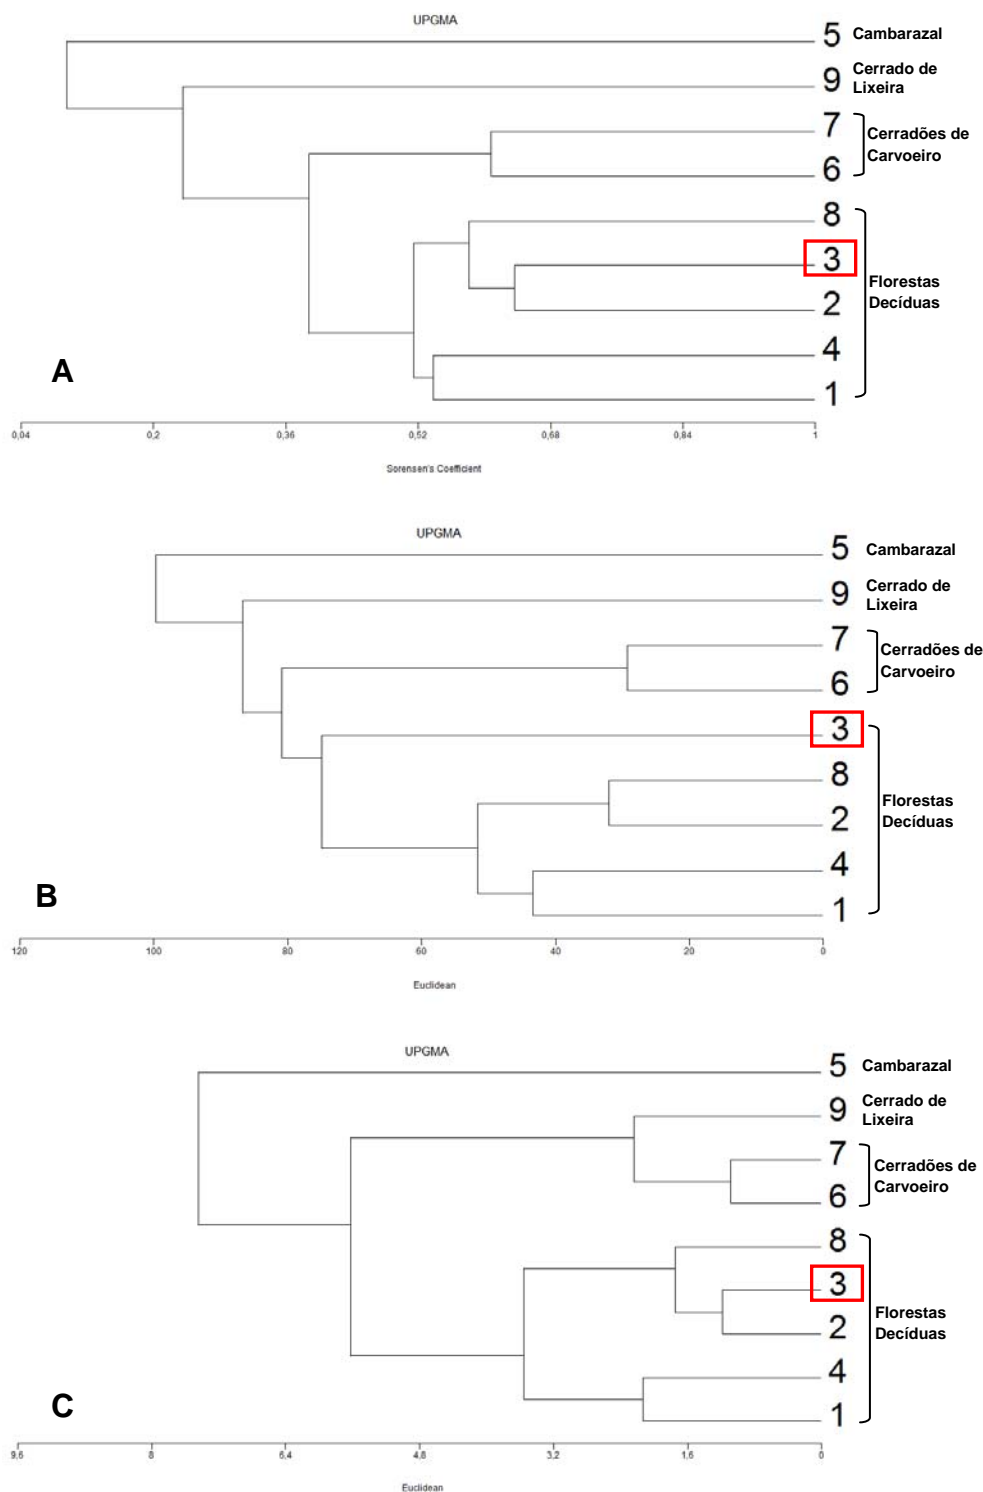 UPGMA
5 Cambarazal
9 Cerrado de
Lixeira
7
Cerradões de
Carvoeiro
6
8
3
Florestas
Decíduas
2
4
1
A
0,04 0,2 0,36 0,52 0,68 0,84 1
Sorensen's Coefficient
UPGMA
5 Cambarazal
9 Cerrado de
Lixeira
7
Cerradões de
Carvoeiro
6
3
8
Florestas
Decíduas
2
4
1
B
120 100 80 60 40 20 0
Euclidean
UPGMA
5 Cambarazal
9 Cerrado de
Lixeira
7
Cerradões de
Carvoeiro
6
8
3
Florestas
Decíduas
2
4
1
C
9,6 8 6,4 4,8 3,2 1,6 0
Euclidean